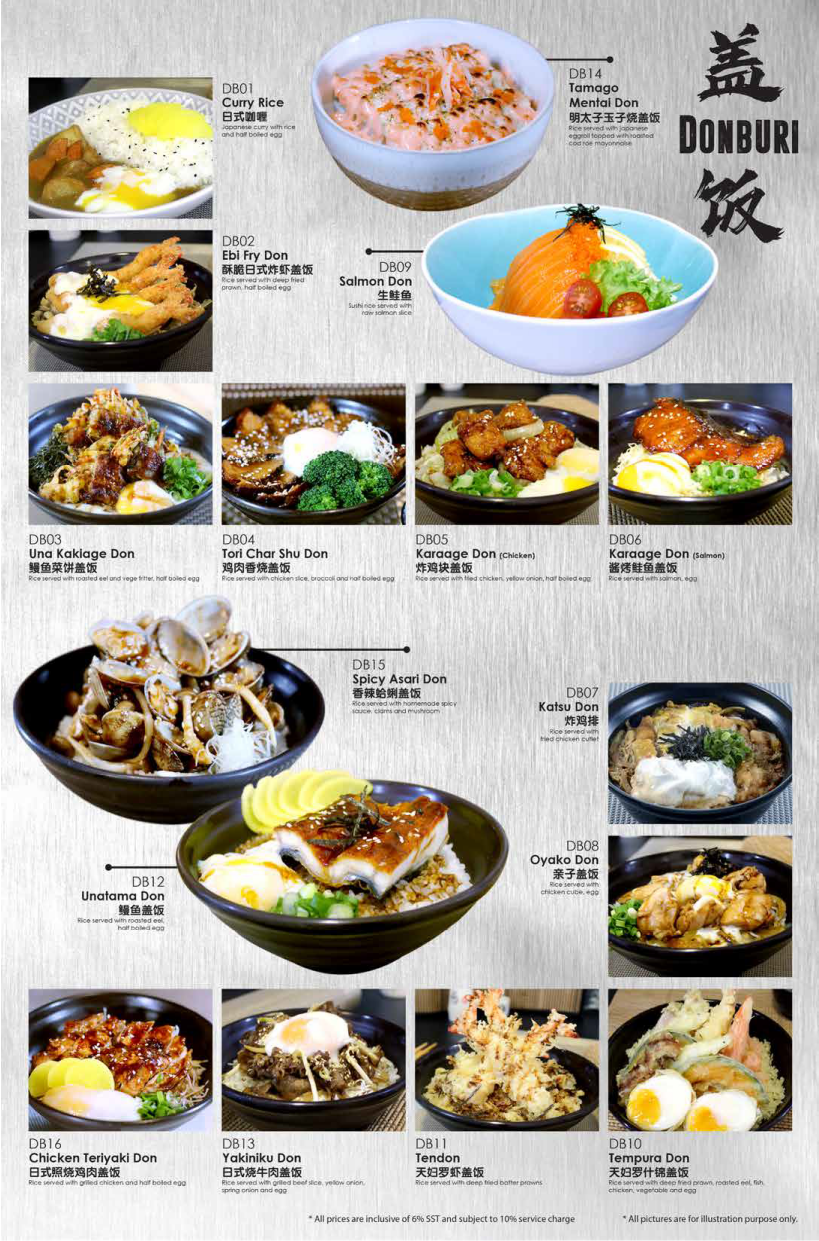 盖
DONBURI
饭
DB01
Curry Rice
日式咖喱
Japanese curry with rice
and half boiled egg
DB14
Tamago
Mentai Don
明太子玉子烧盖饭
Rice served with japanese
eggroll topped with roasted
cod roe mayonnaise
DB02
Ebi Fry Don
酥脆日式炸虾盖饭
Rice served with deep fried
prawn, half boiled egg
DB09
Salmon Don
生鲑鱼
Sushi rice served with
raw salmon slice
DB03
Una Kakiage Don
鳗鱼菜饼盖饭
Rice served with roasted eel and vege fritter, half boiled egg
DB04
Tori Char Shu Don
鸡肉香烧盖饭
Rice served with chicken slice, broccoli and half boiled egg
DB05
Karaage Don (Chicken)
炸鸡块盖饭
Rice served with fried chicken, yellow onion, half boiled egg
DB06
Karaage Don (Salmon)
酱烤鲑鱼盖饭
Rice served with salmon, egg
DB15
Spicy Asari Don
香辣蛤蜊盖饭
Rice served with homemade spicy
sauce, clams and mushroom
DB07
Katsu Don
炸鸡排
Rice served with
fried chicken cutlet
DB08
Oyako Don
亲子盖饭
Rice served with
chicken cube, egg
DB12
Unatama Don
鳗鱼盖饭
Rice served with roasted eel,
half boiled egg
DB16
Chicken Teriyaki Don
日式照烧鸡肉盖饭
Rice served with grilled chicken and half boiled egg
DB13
Yakiniku Don
日式烧牛肉盖饭
Rice served with grilled beef slice, yellow onion,
spring onion and egg
DB11
Tendon
天妇罗虾盖饭
Rice served with deep fried batter prawns
DB10
Tempura Don
天妇罗什锦盖饭
Rice served with deep fried prawn, roasted eel, fish,
chicken, vegetable and egg
* All prices are inclusive of 6% SST and subject to 10% service charge
* All pictures are for illustration purpose only.